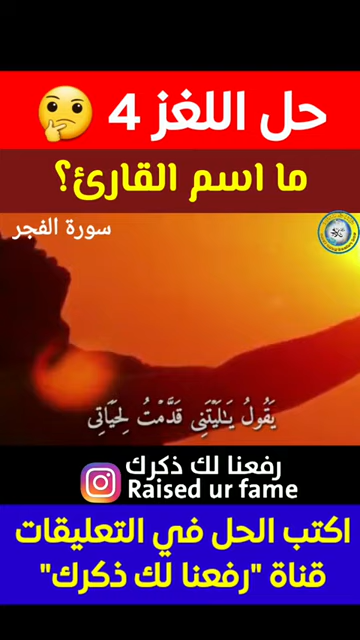 حل اللغز 4
ما اسم القارئ؟
سورة الفجر
يَقُولُ يَـٰلَيْتَنِى قَدَّمْتُ لِحَيَاتِى
رفعنا لك ذكرك
Raised ur fame
اكتب الحل في التعليقات
قناة "رفعنا لك ذكرك"